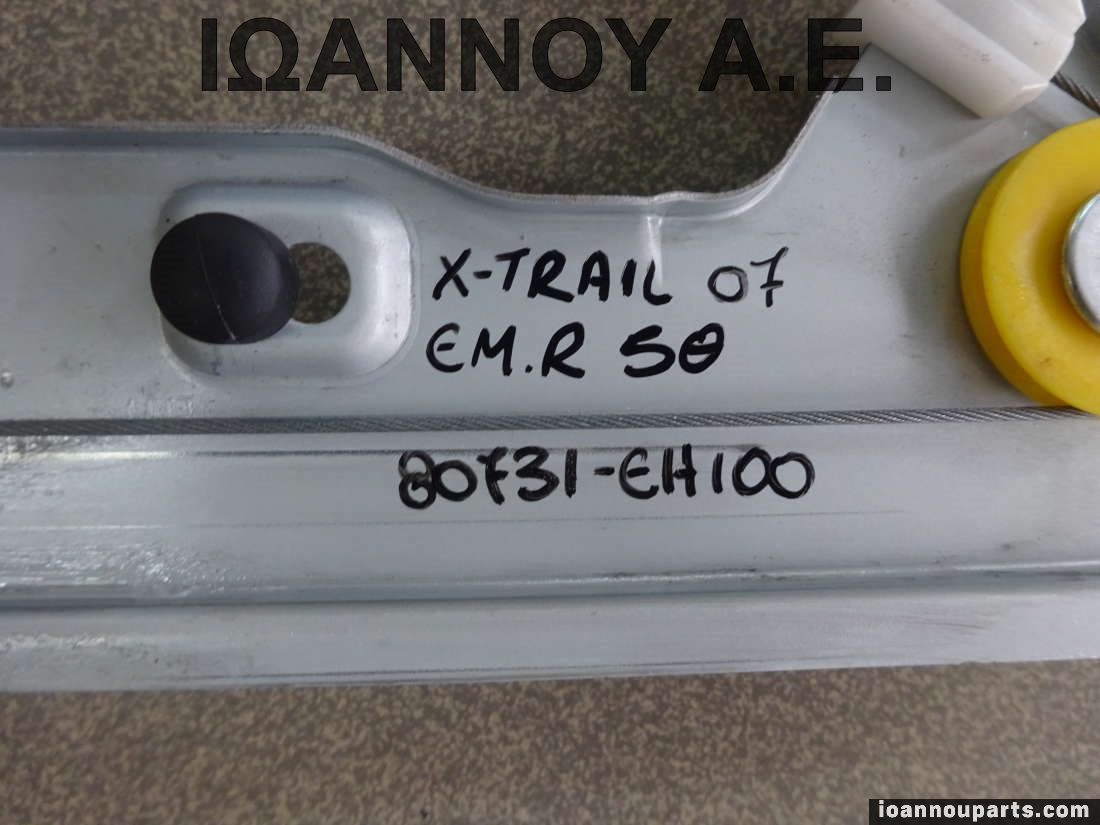 ΙΩΑΝΝΟΥ Α.Ε.
X-TRAIL 07
ΕΜ.R 5Θ
80731-EH100
ioannouparts.com